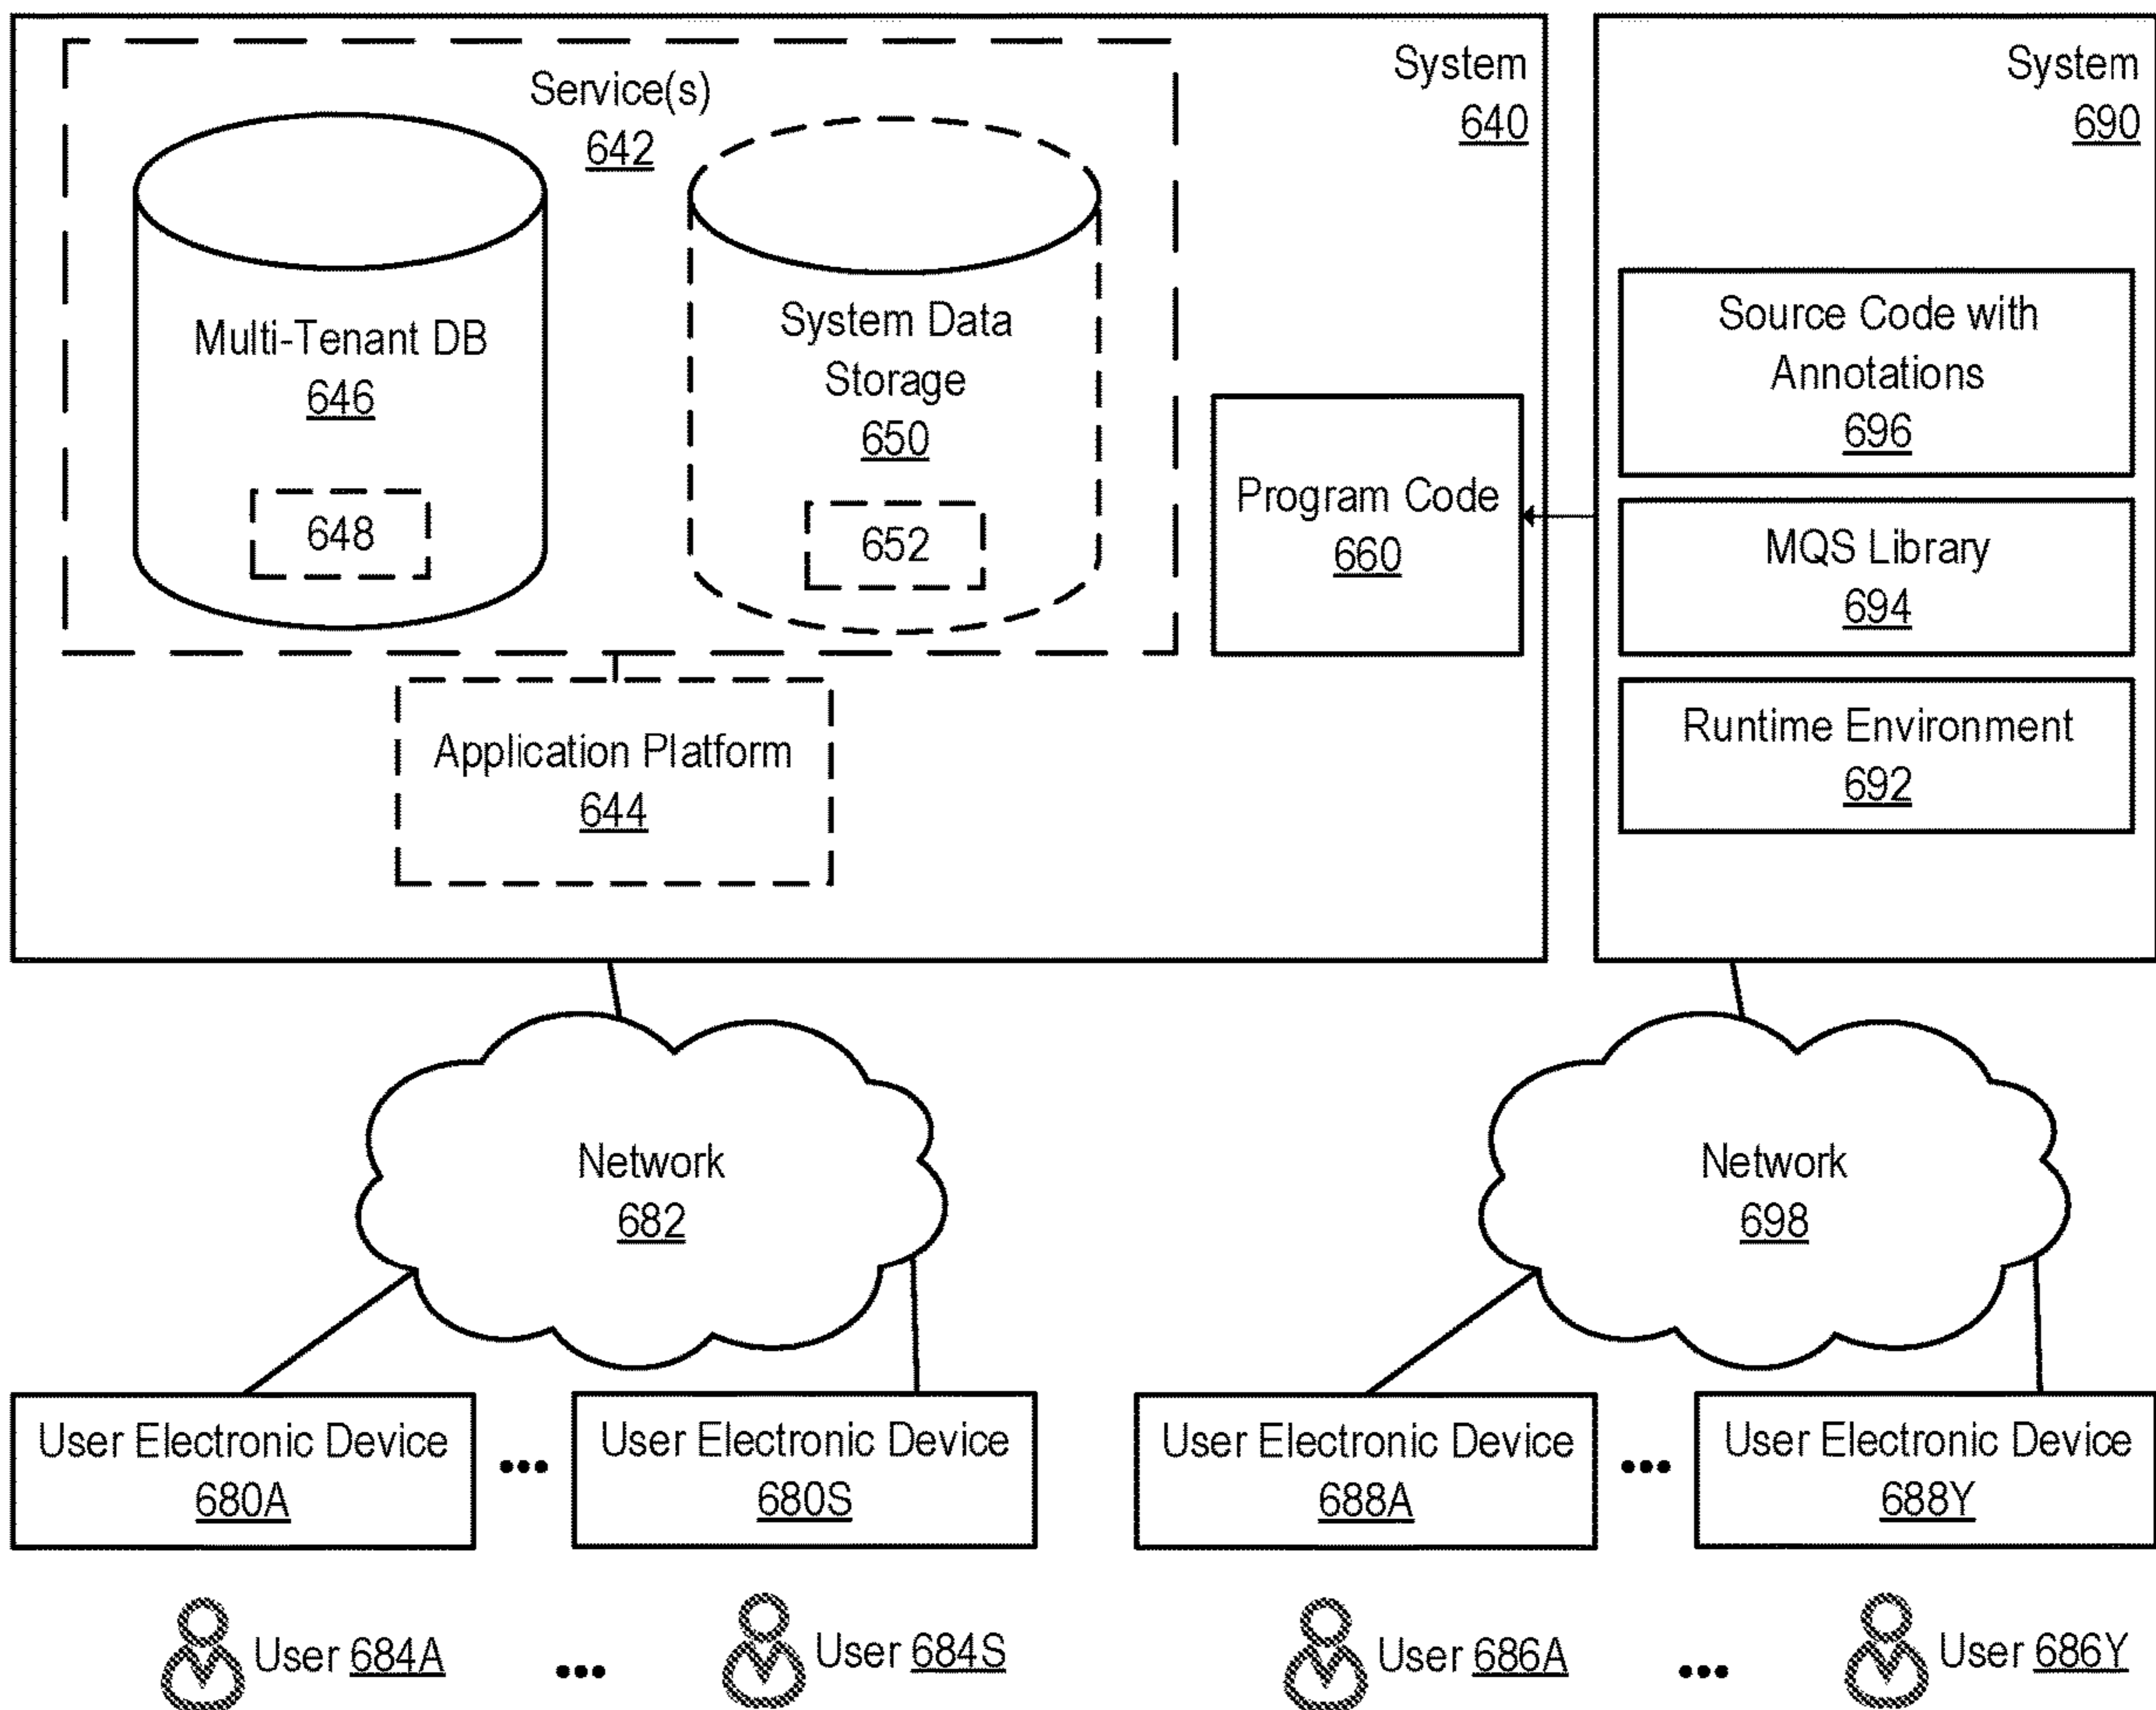 Service(s)
642
System
640
Multi-Tenant DB
646
648
System Data
Storage
650
652
Program Code
660
Application Platform
644
System
690
Source Code with
Annotations
696
MQS Library
694
Runtime Environment
692
Network
682
Network
698
User Electronic Device
680A
•••
User Electronic Device
680S
User Electronic Device
688A
•••
User Electronic Device
688Y
User 684A
•••
User 684S
User 686A
•••
User 686Y